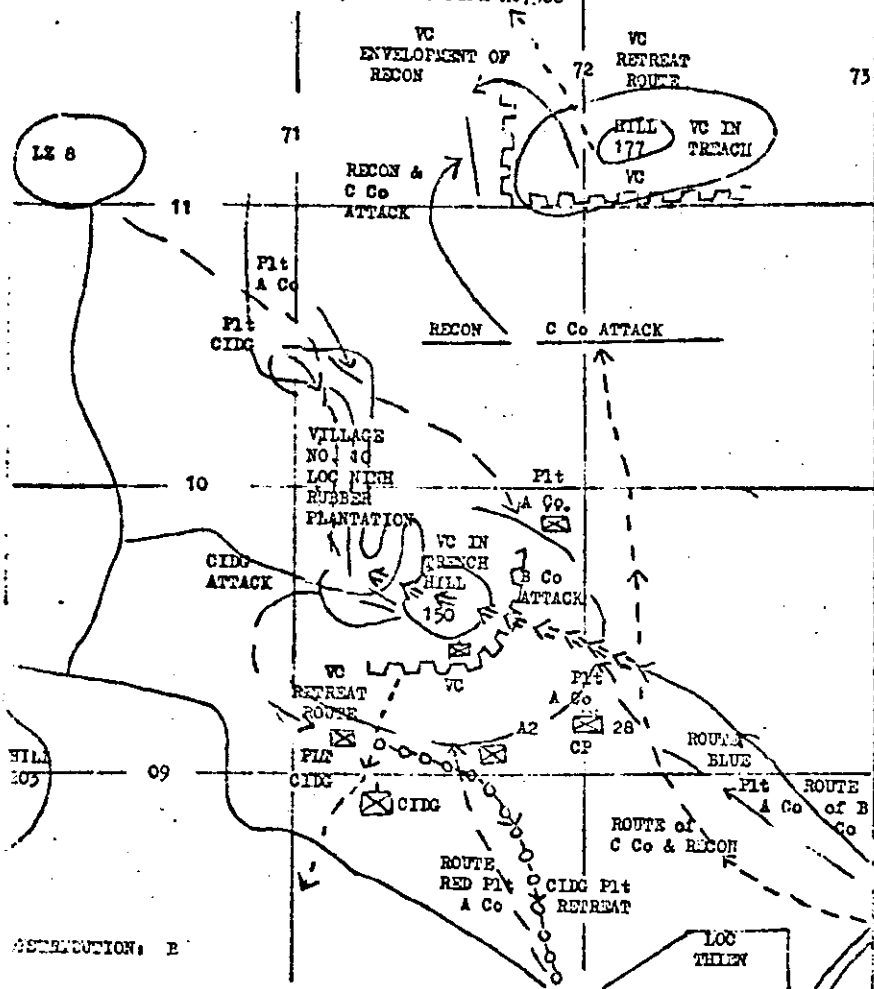 VC
ENVELOPMENT OF
RECON
72
VC
RETREAT
ROUTE
73
71
LZ 8
HILL
177
VC IN
TREACH
VC
RECON &
C Co
ATTACK
11
Plt
A Co
Plt
CIDG
RECON
C Co ATTACK
VILLAGE
NO. 10
LOC NINH
RUBBER
PLANTATION
10
Plt
A Co.
VC IN
TRENCH
HILL
150
CIDG
ATTACK
B Co
ATTACK
VC
RETREAT
ROUTE
VC
Plt
A Co
A2
28
CP
ROUTE
BLUE
HILL
203
09
PLT
CIDG
CIDG
Plt
A Co
ROUTE
of B
Co
ROUTE of
C Co & RECON
ROUTE
RED Plt
A Co
CIDG Plt
RETREAT
DISTRIBUTION: E
LOC
THIEN